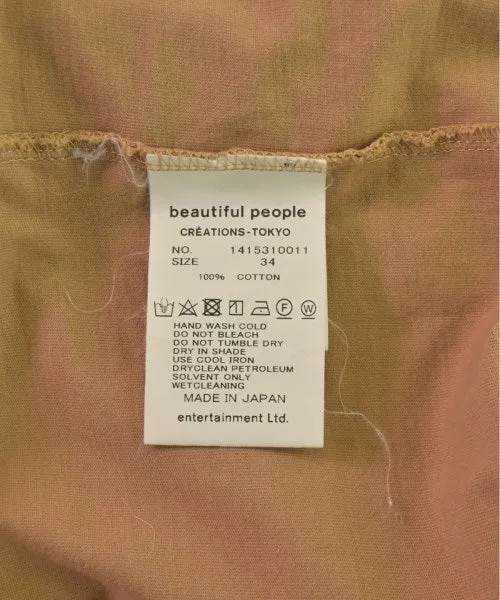 beautiful people
CRÉATIONS-TOKYO
NO. 1415310011
SIZE 34
100% COTTON
F W
HAND WASH COLD
DO NOT BLEACH
DO NOT TUMBLE DRY
DRY IN SHADE
USE COOL IRON
DRYCLEAN PETROLEUM
SOLVENT ONLY
WETCLEANING
MADE IN JAPAN
entertainment Ltd.